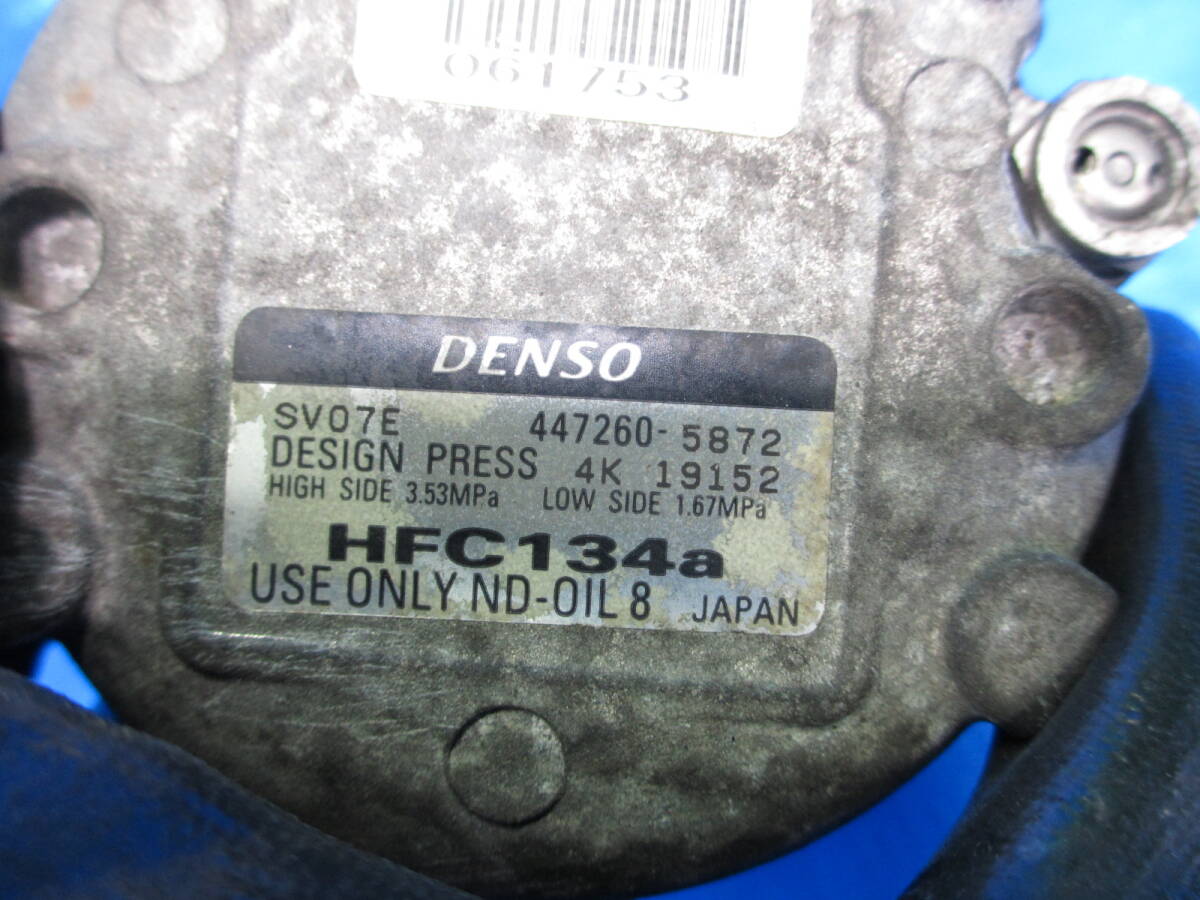 061753
DENSO
SV07E 447260-5872
DESIGN PRESS 4K 19152
HIGH SIDE 3.53MPa LOW SIDE 1.67MPa
HFC134a
USE ONLY ND-OIL 8 JAPAN